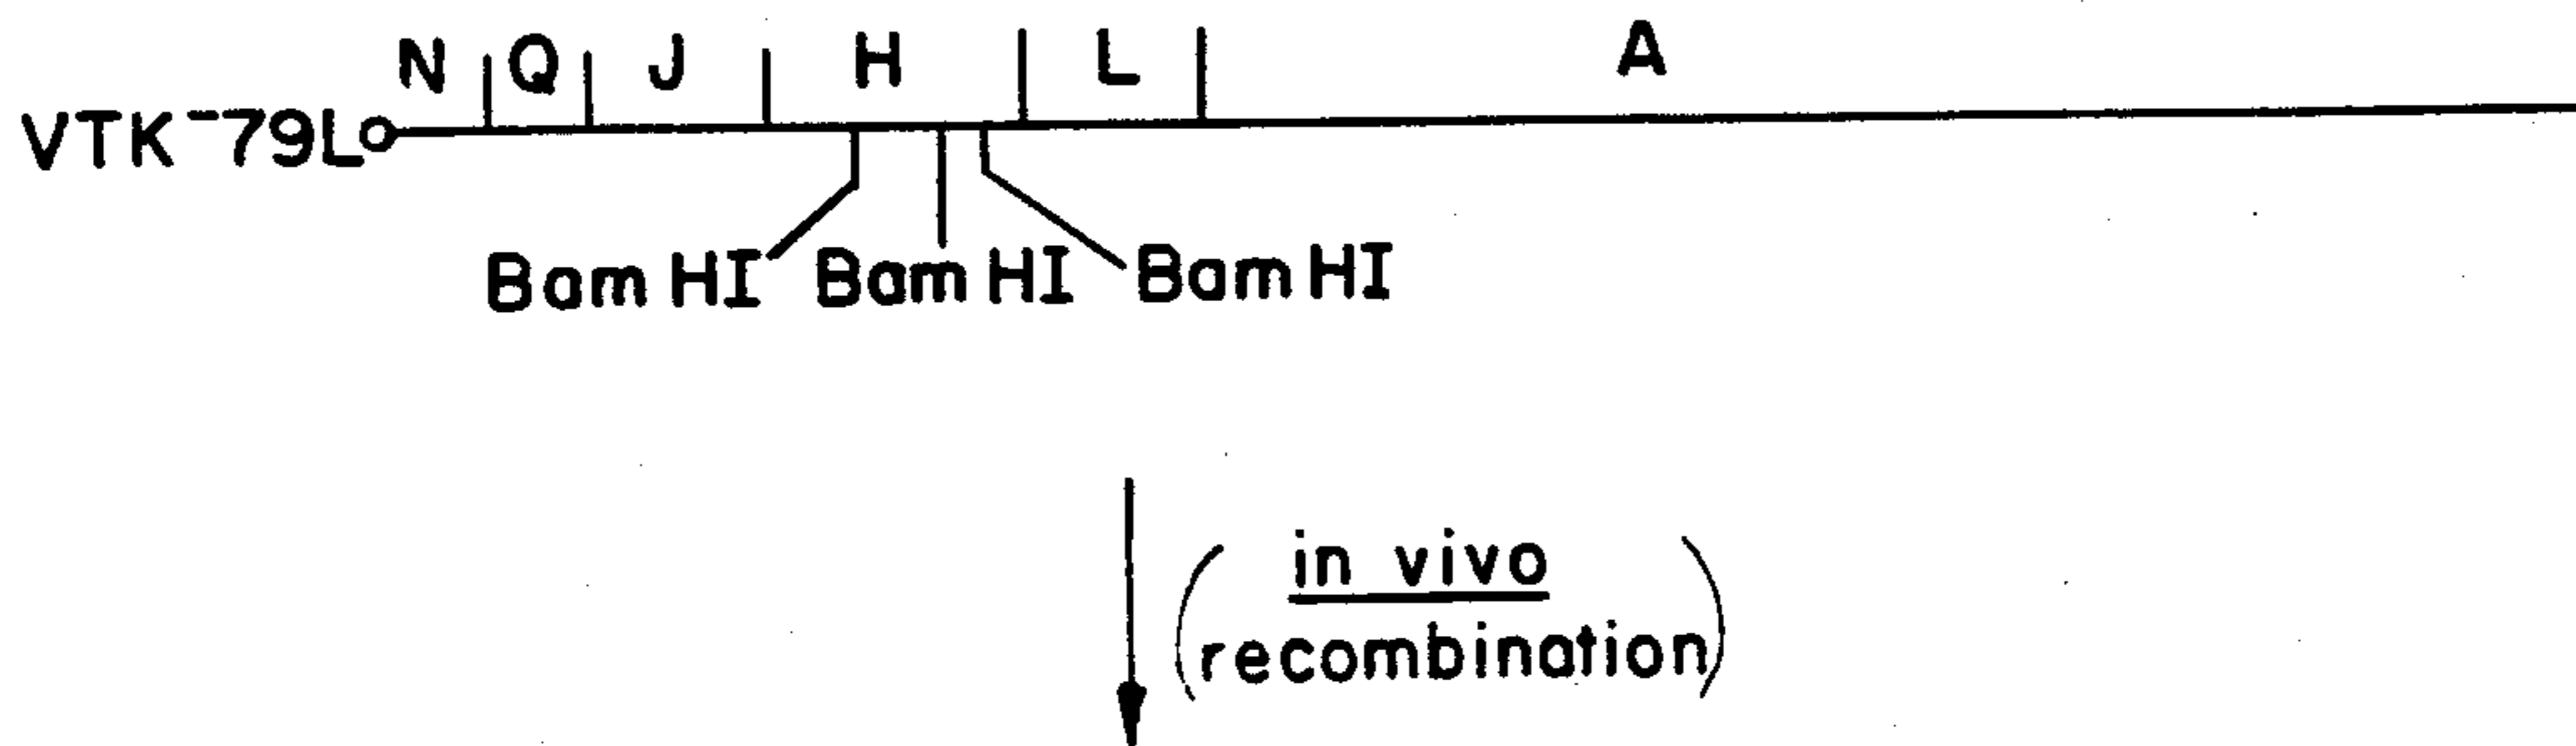 N Q J H L A
VTK⁻79L
Bam HI Bam HI Bam HI
(in vivo
recombination)